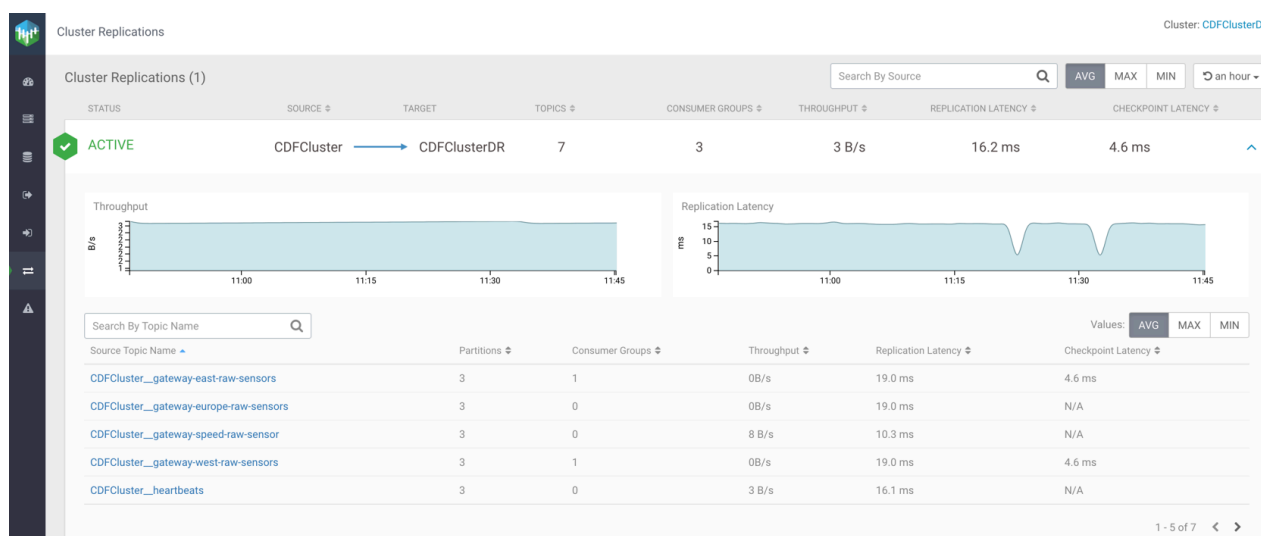 Cluster Replications
Cluster: CDFClusterD
Cluster Replications (1)
Search By Source
AVG MAX MIN
an hour
STATUS SOURCE TARGET TOPICS CONSUMER GROUPS THROUGHPUT REPLICATION LATENCY CHECKPOINT LATENCY
ACTIVE CDFCluster CDFClusterDR 7 3 3 B/s 16.2 ms 4.6 ms
Throughput
B/s
3
3
2
2
2
2
1
11:00 11:15 11:30 11:45
Replication Latency
ms
15
10
5
0
11:00 11:15 11:30 11:45
Search By Topic Name
Values: AVG MAX MIN
Source Topic Name Partitions Consumer Groups Throughput Replication Latency Checkpoint Latency
CDFCluster__gateway-east-raw-sensors 3 1 0B/s 19.0 ms 4.6 ms
CDFCluster__gateway-europe-raw-sensors 3 0 0B/s 19.0 ms N/A
CDFCluster__gateway-speed-raw-sensor 3 0 8 B/s 10.3 ms N/A
CDFCluster__gateway-west-raw-sensors 3 1 0B/s 19.0 ms 4.6 ms
CDFCluster__heartbeats 3 0 3 B/s 16.1 ms N/A
1 - 5 of 7